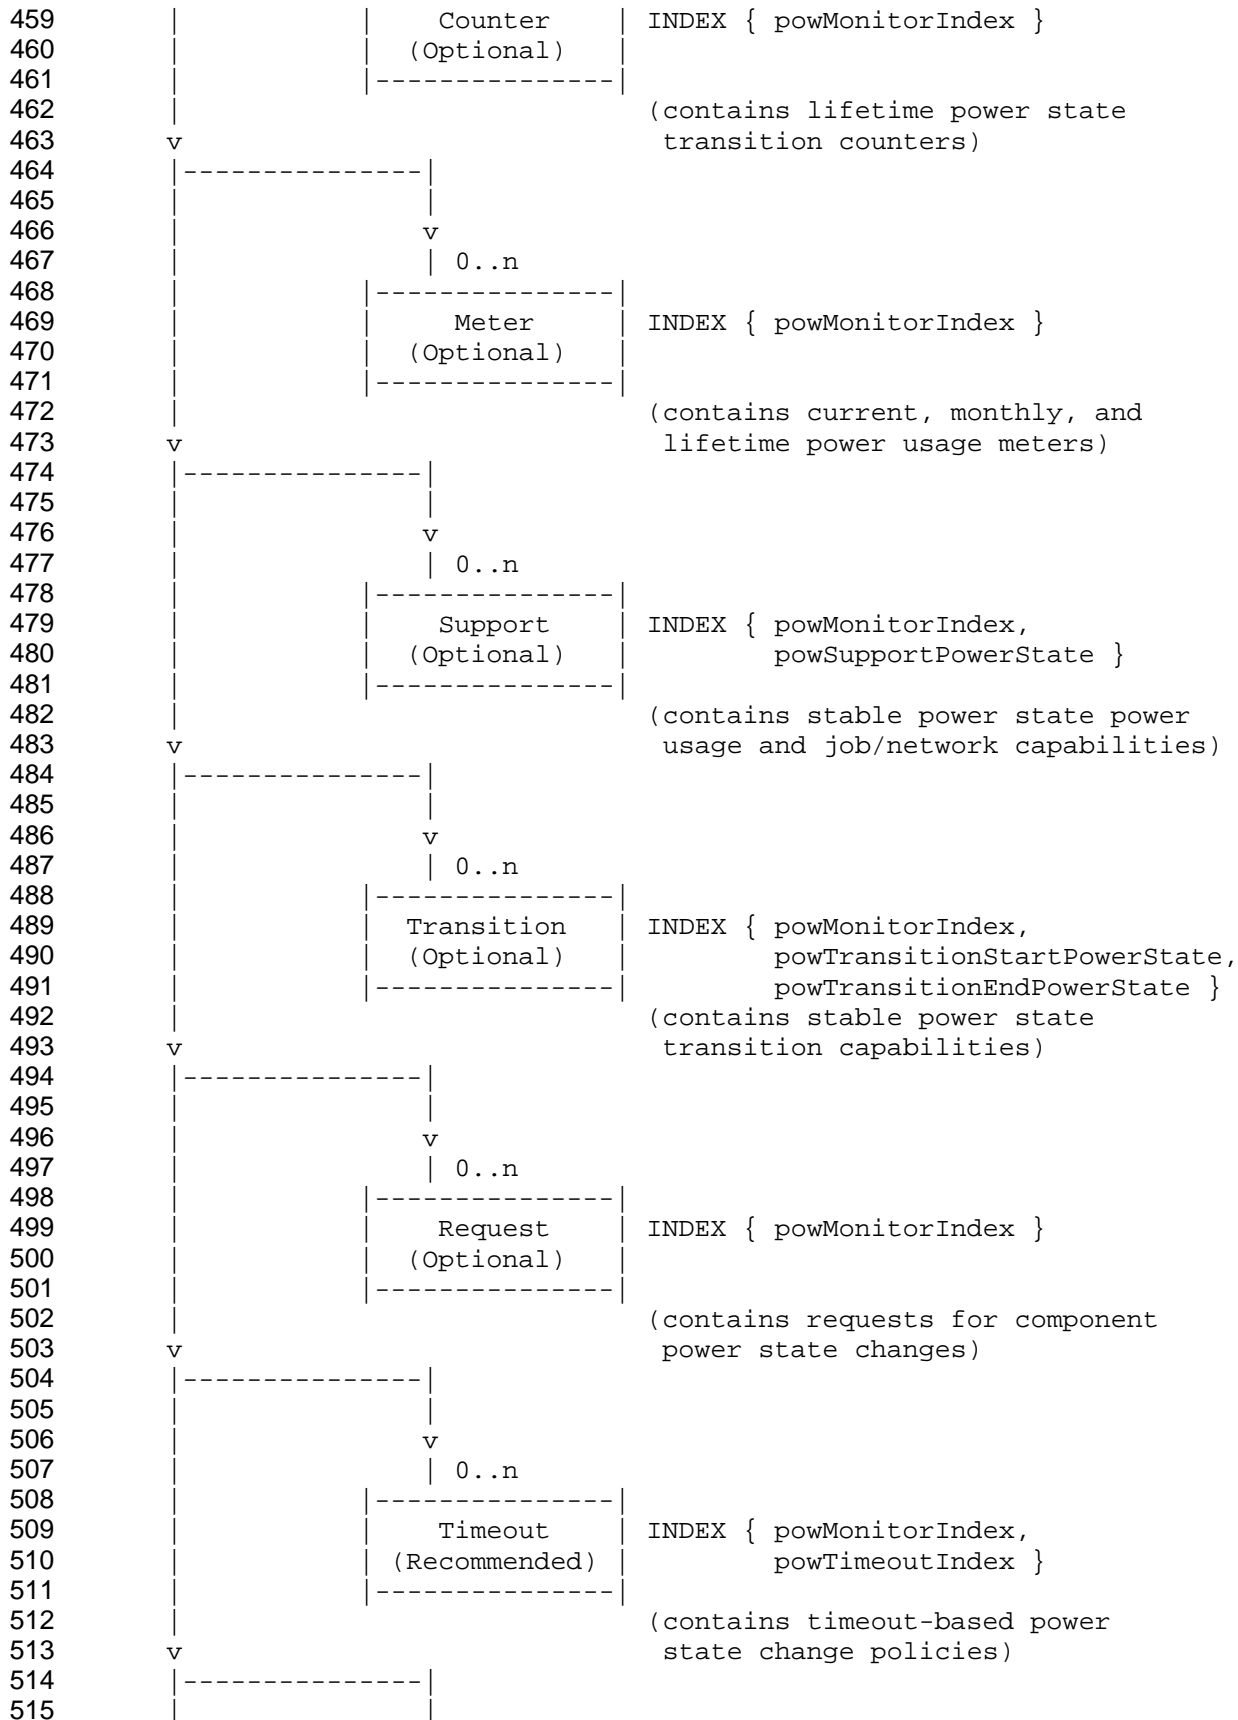 459 | | Counter | INDEX { powMonitorIndex }
460 | | (Optional) |
461 | |---------------|
462 | (contains lifetime power state
463 v transition counters)
464 |---------------|
465 | |
466 | v
467 | | 0..n
468 | |---------------|
469 | | Meter | INDEX { powMonitorIndex }
470 | | (Optional) |
471 | |---------------|
472 | (contains current, monthly, and
473 v lifetime power usage meters)
474 |---------------|
475 | |
476 | v
477 | | 0..n
478 | |---------------|
479 | | Support | INDEX { powMonitorIndex,
480 | | (Optional) | powSupportPowerState }
481 | |---------------|
482 | (contains stable power state power
483 v usage and job/network capabilities)
484 |---------------|
485 | |
486 | v
487 | | 0..n
488 | |---------------|
489 | | Transition | INDEX { powMonitorIndex,
490 | | (Optional) | powTransitionStartPowerState,
491 | |---------------| powTransitionEndPowerState }
492 | (contains stable power state
493 v transition capabilities)
494 |---------------|
495 | |
496 | v
497 | | 0..n
498 | |---------------|
499 | | Request | INDEX { powMonitorIndex }
500 | | (Optional) |
501 | |---------------|
502 | (contains requests for component
503 v power state changes)
504 |---------------|
505 | |
506 | v
507 | | 0..n
508 | |---------------|
509 | | Timeout | INDEX { powMonitorIndex,
510 | | (Recommended) | powTimeoutIndex }
511 | |---------------|
512 | (contains timeout-based power
513 v state change policies)
514 |---------------|
515 | |